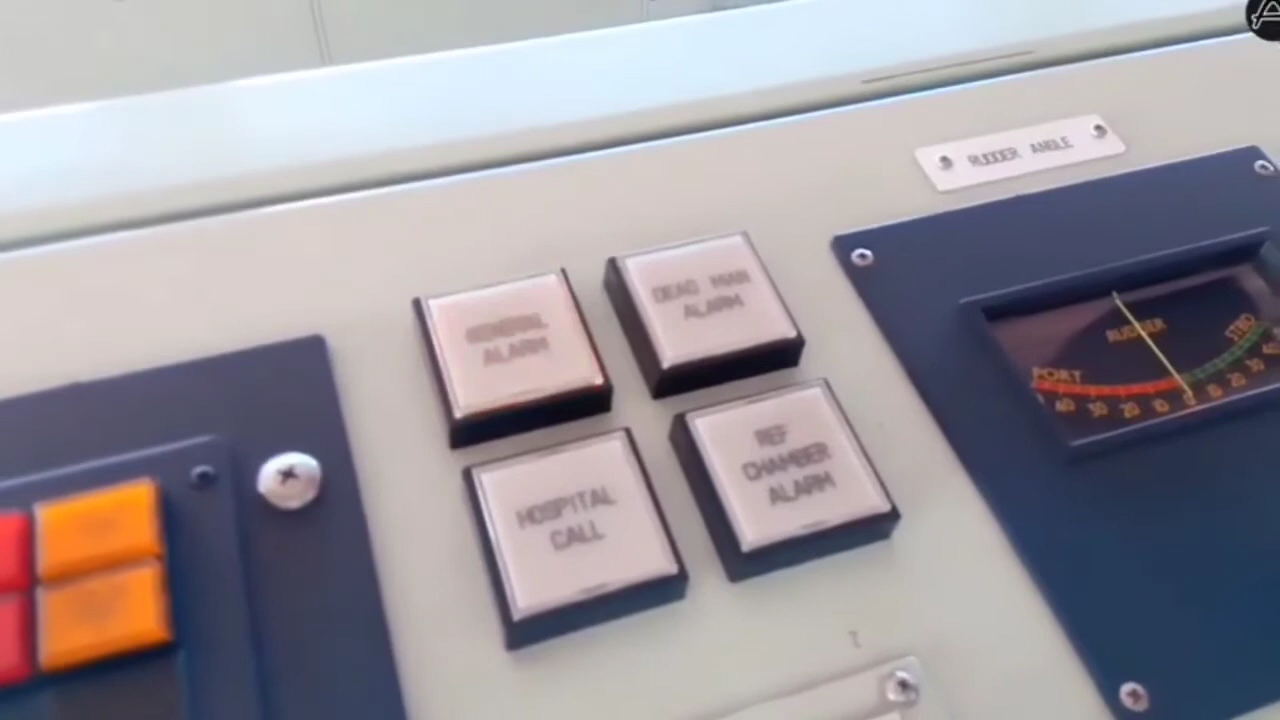 RUDDER ANGLE
GENERAL
ALARM
DEAD MAN
ALARM
HOSPITAL
CALL
REF
CHAMBER
ALARM
RUDDER
PORT
STBD
40 30 20 10 0 10 20 30